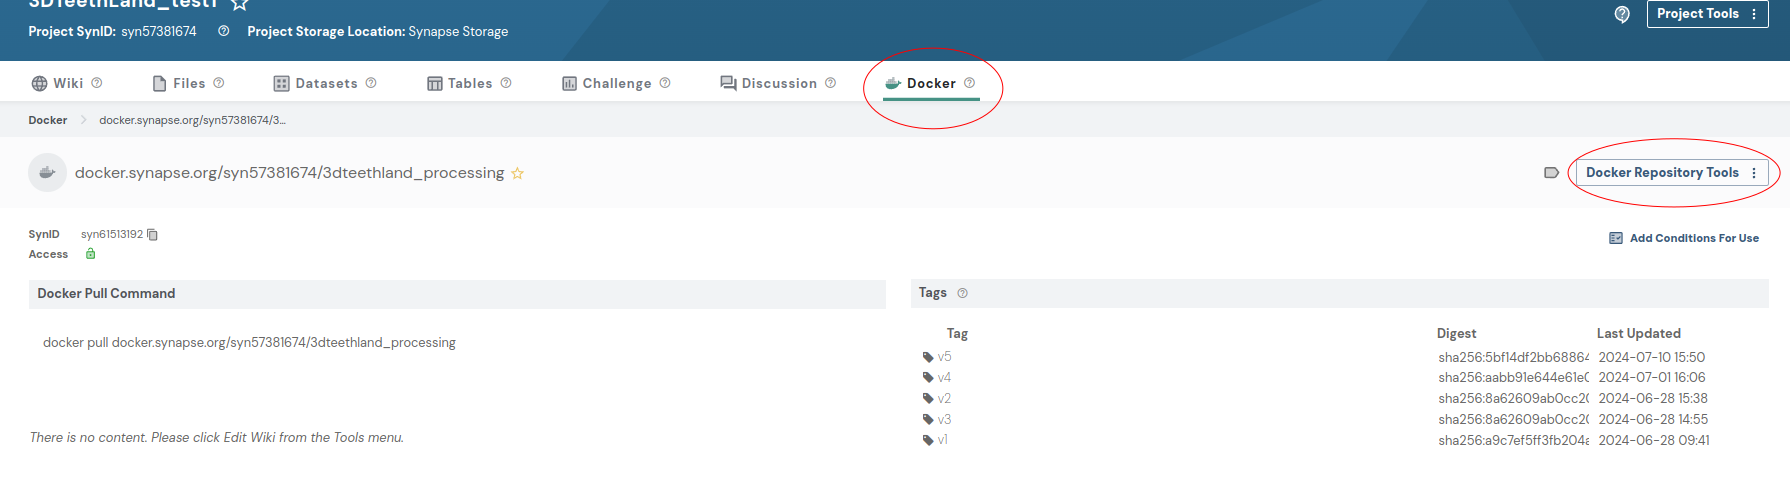 3DTeethLand_test1
Project Tools
Project SynID: syn57381674 Project Storage Location: Synapse Storage
Wiki Files Datasets Tables Challenge Discussion Docker
Docker docker.synapse.org/syn57381674/3...
docker.synapse.org/syn57381674/3dteethland_processing
Docker Repository Tools
SynID syn61513192
Add Conditions For Use
Access
Docker Pull Command
Tags
docker pull docker.synapse.org/syn57381674/3dteethland_processing
Tag Digest Last Updated
v5 sha256:5bf14df2bb68864 2024-07-10 15:50
v4 sha256:aabb91e644e61e0 2024-07-01 16:06
v2 sha256:8a62609ab0cc20 2024-06-28 15:38
v3 sha256:8a62609ab0cc20 2024-06-28 14:55
v1 sha256:a9c7ef5ff3fb204a 2024-06-28 09:41
There is no content. Please click Edit Wiki from the Tools menu.